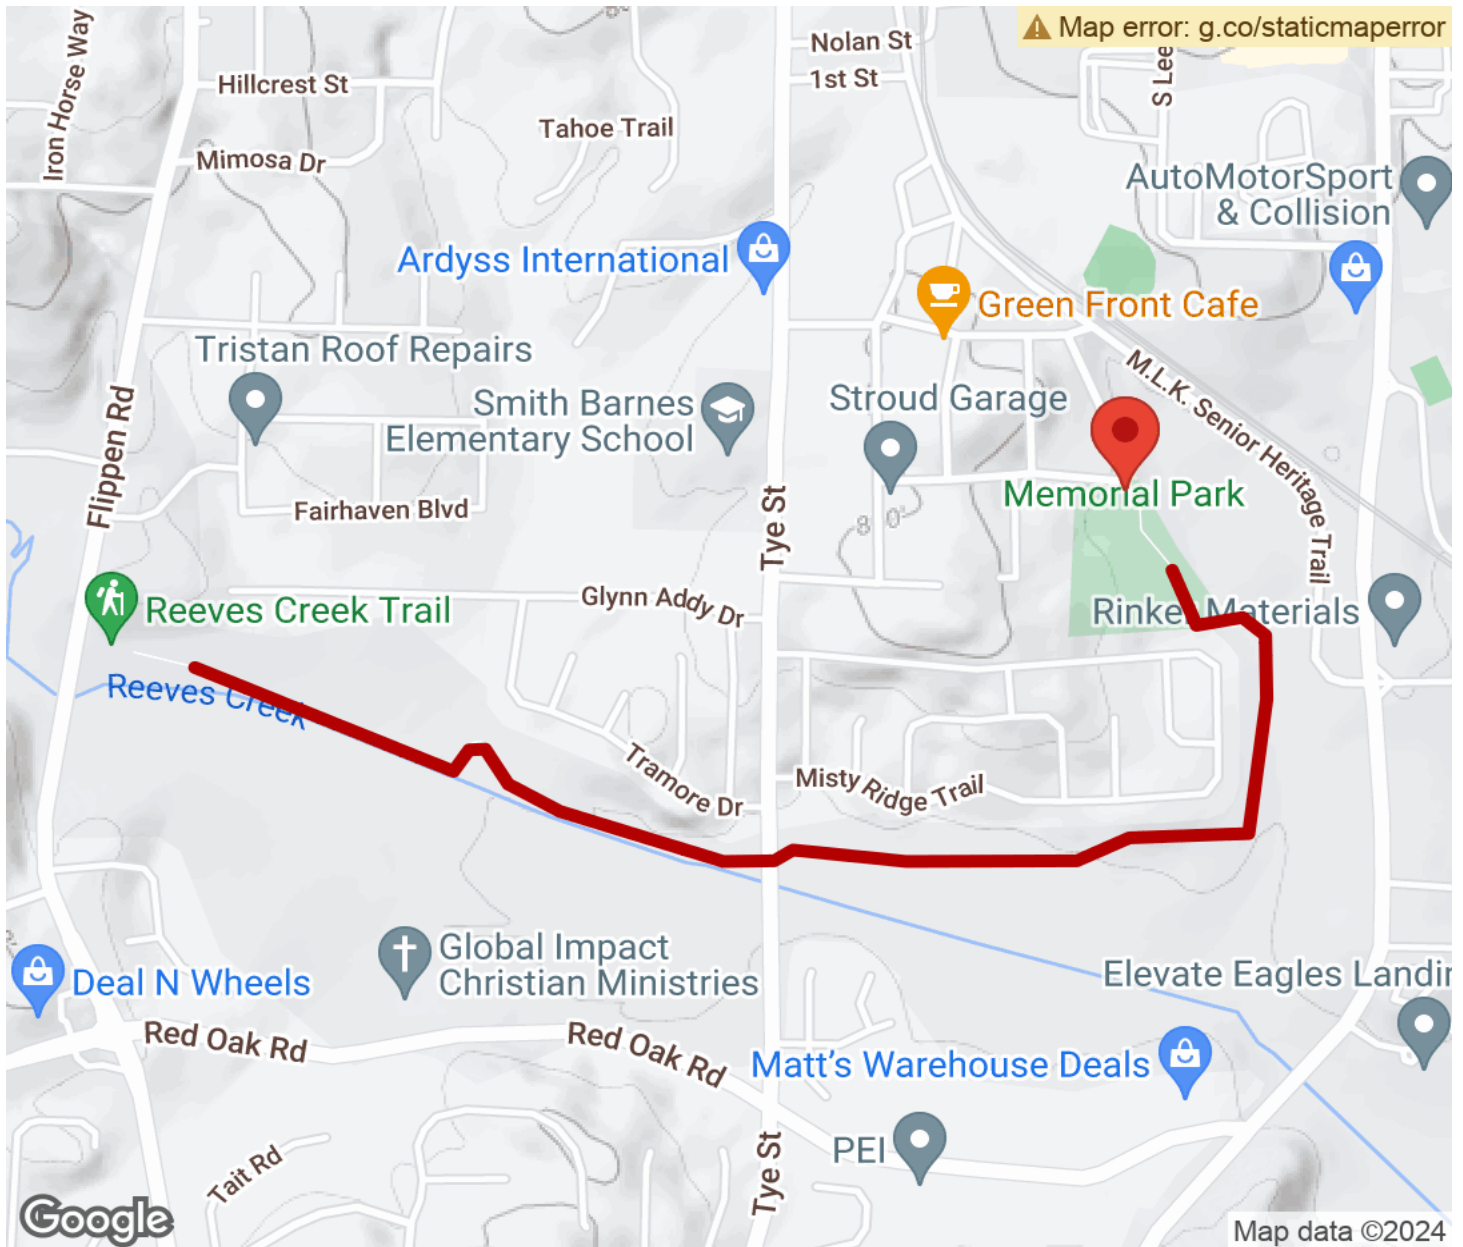 Map error: g.co/staticmaperror
Iron Horse Way
Nolan St
1st St
S Lee
Hillcrest St
Tahoe Trail
Mimosa Dr
AutoMotorSport
& Collision
Ardyss International
Green Front Cafe
Tristan Roof Repairs
M.L.K. Senior Heritage Trail
Flippen Rd
Smith Barnes
Elementary School
Stroud Garage
Fairhaven Blvd
Memorial Park
Tye St
Reeves Creek Trail
Glynn Addy Dr
Rinker Materials
Reeves Creek
Tramore Dr
Misty Ridge Trail
Global Impact
Christian Ministries
Deal N Wheels
Elevate Eagles Landin
Red Oak Rd
Red Oak Rd
Matt's Warehouse Deals
PEI
Tait Rd
Tye St
Google
Map data ©2024